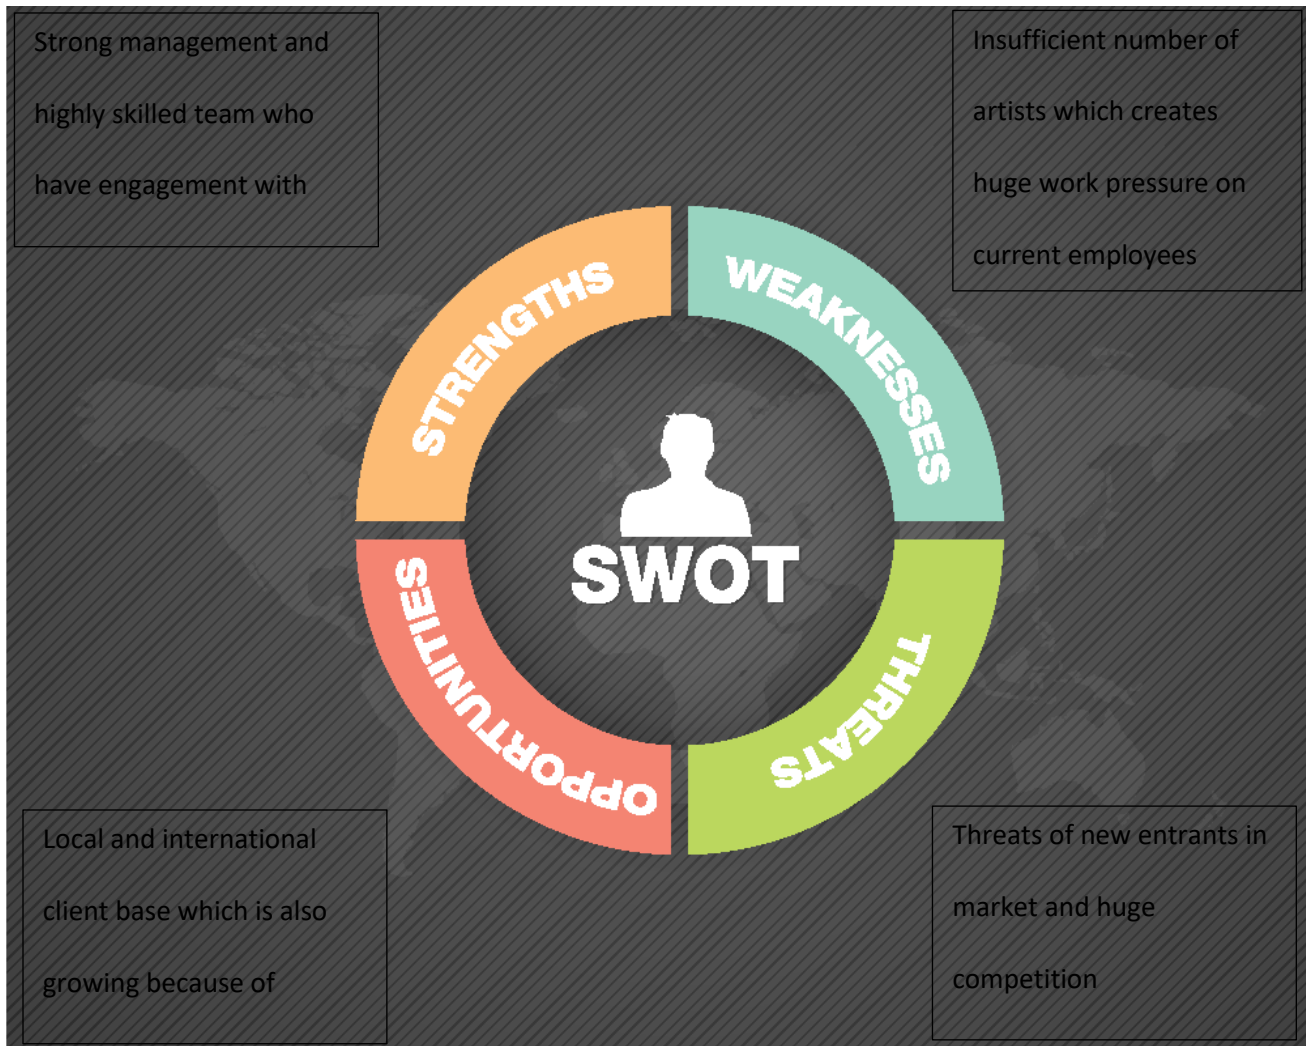 Strong management and
highly skilled team who
have engagement with
Insufficient number of
artists which creates
huge work pressure on
current employees
STRENGTHS
WEAKNESSES
SWOT
OPPORTUNITIES
THREATS
Local and international
client base which is also
growing because of
Threats of new entrants in
market and huge
competition